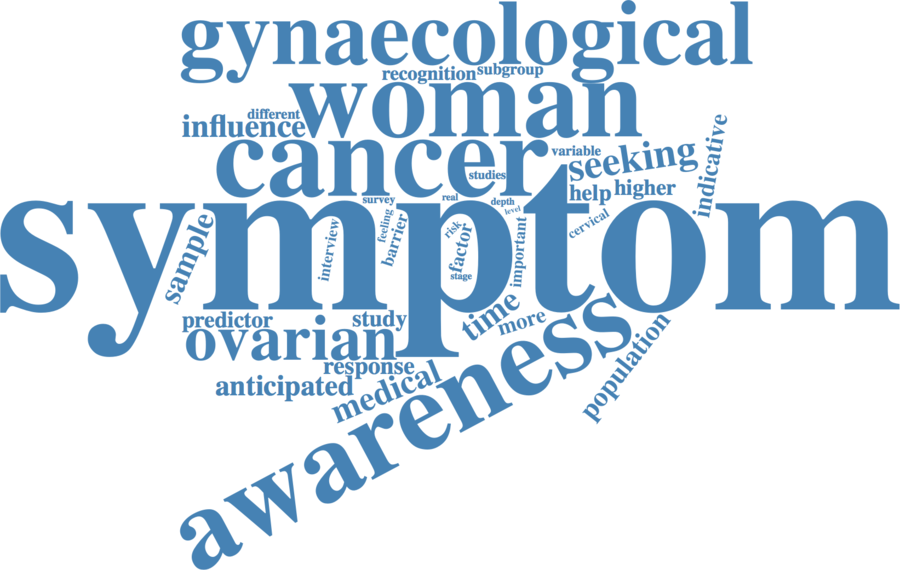 gynaecological
recognition
subgroup
woman
different
influence
cancer
variable
seeking
indicative
studies
help
higher
symptom
survey
real
depth
level
cervical
sample
interview
feeling
barrier
risk
factor
stage
important
predictor
study
time
more
ovarian
population
response
anticipated
medical
awareness